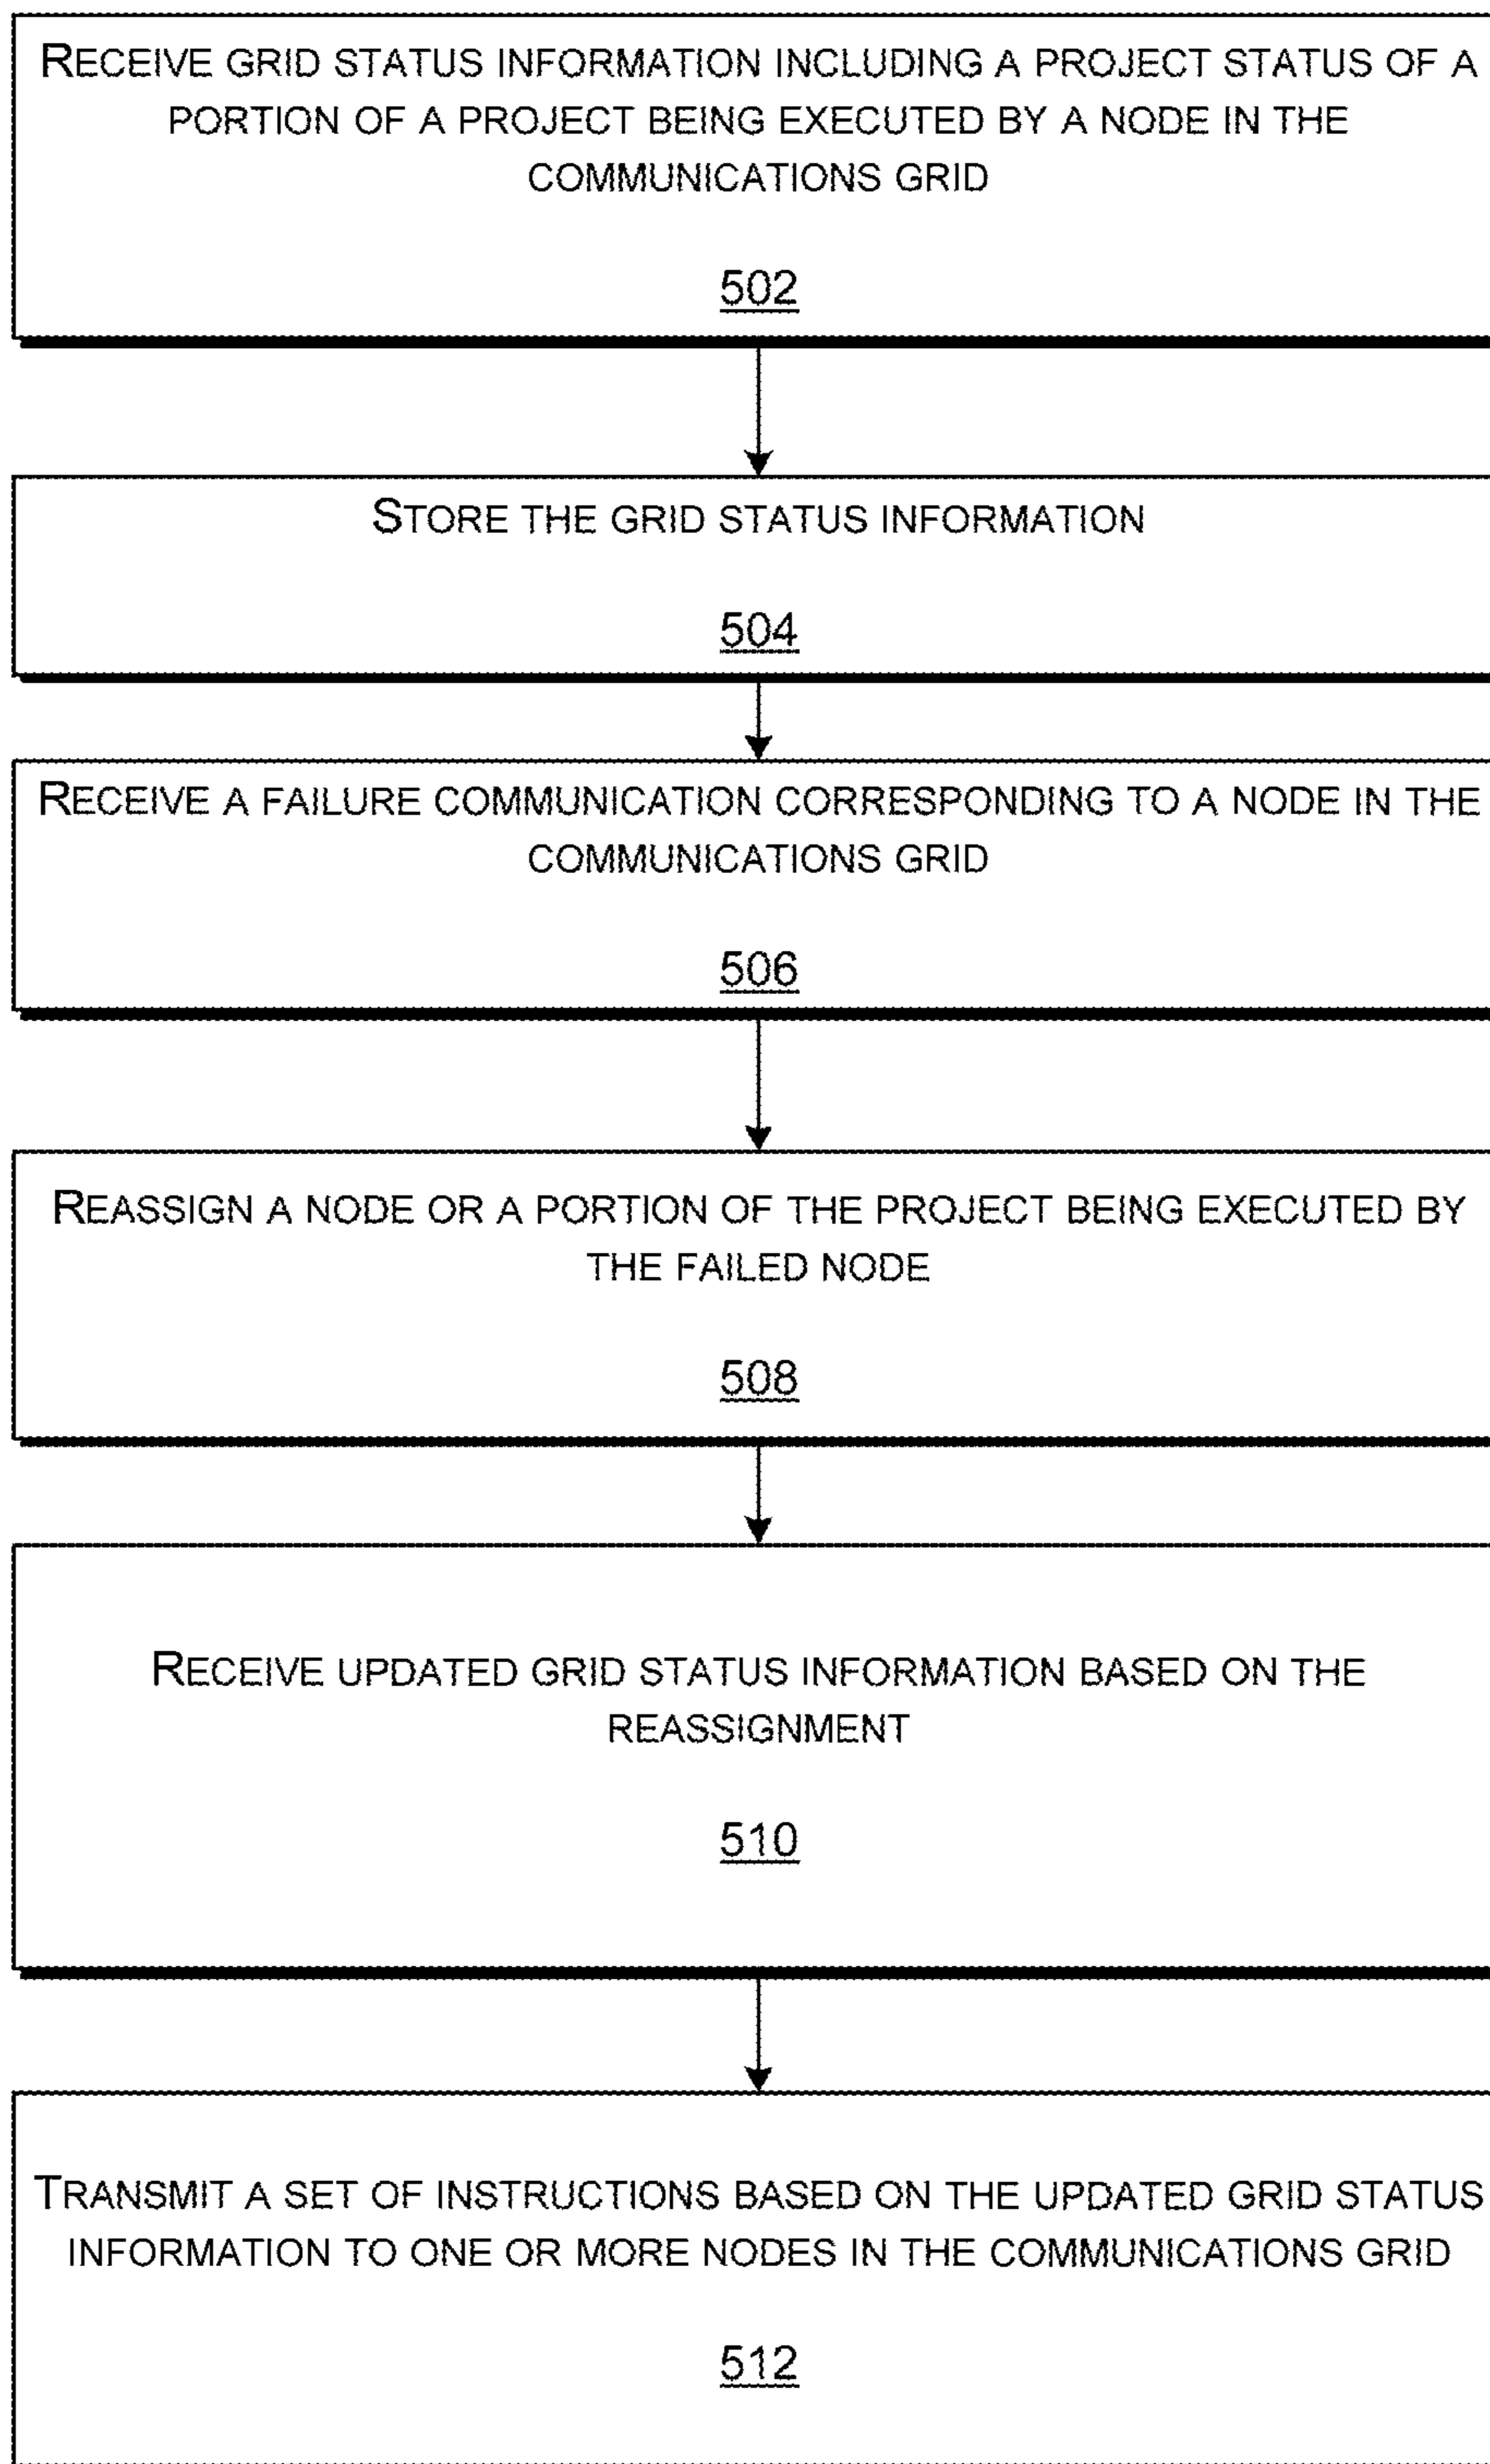 RECEIVE GRID STATUS INFORMATION INCLUDING A PROJECT STATUS OF A
PORTION OF A PROJECT BEING EXECUTED BY A NODE IN THE
COMMUNICATIONS GRID
502
STORE THE GRID STATUS INFORMATION
504
RECEIVE A FAILURE COMMUNICATION CORRESPONDING TO A NODE IN THE
COMMUNICATIONS GRID
506
REASSIGN A NODE OR A PORTION OF THE PROJECT BEING EXECUTED BY
THE FAILED NODE
508
RECEIVE UPDATED GRID STATUS INFORMATION BASED ON THE
REASSIGNMENT
510
TRANSMIT A SET OF INSTRUCTIONS BASED ON THE UPDATED GRID STATUS
INFORMATION TO ONE OR MORE NODES IN THE COMMUNICATIONS GRID
512